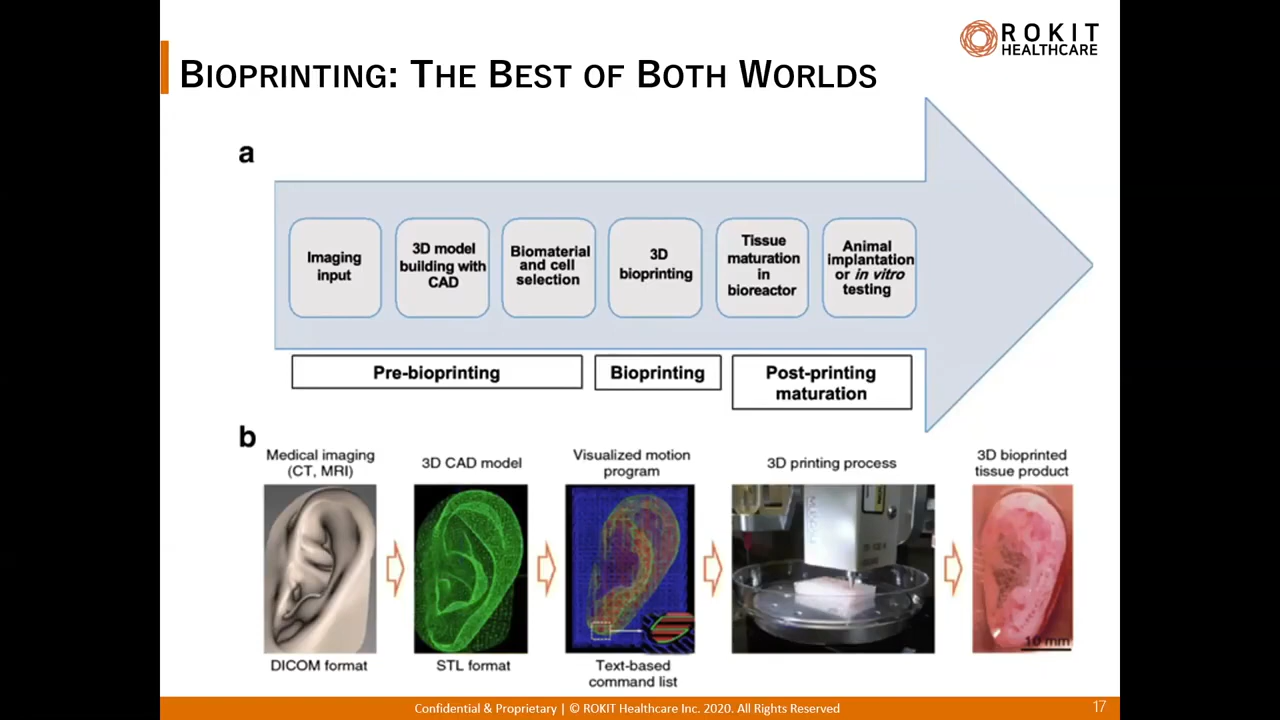 ROKIT
HEALTHCARE
BIOPRINTING: THE BEST OF BOTH WORLDS
a
Imaging
input
3D model
building with
CAD
Biomaterial
and cell
selection
3D
bioprinting
Tissue
maturation
in
bioreactor
Animal
implantation
or in vitro
testing
Pre-bioprinting
Bioprinting
Post-printing
maturation
b
Medical imaging
(CT, MRI)
3D CAD model
Visualized motion
program
3D printing process
3D bioprinted
tissue product
10 mm
DICOM format
STL format
Text-based
command list
Confidential & Proprietary | © ROKIT Healthcare Inc. 2020. All Rights Reserved
17